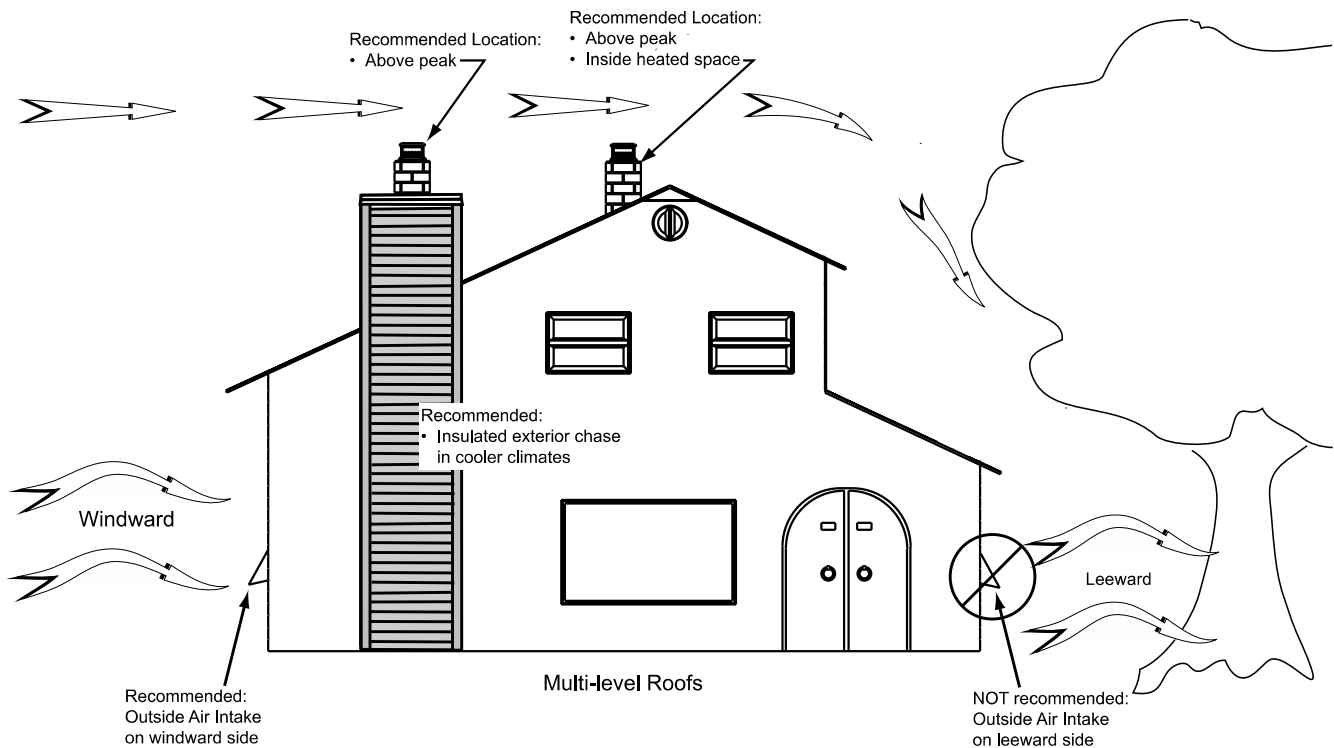 Recommended Location:
• Above peak
Recommended Location:
• Above peak
• Inside heated space
Recommended:
• Insulated exterior chase
in cooler climates
Windward
Leeward
Recommended:
Outside Air Intake
on windward side
Multi-level Roofs
NOT recommended:
Outside Air Intake
on leeward side